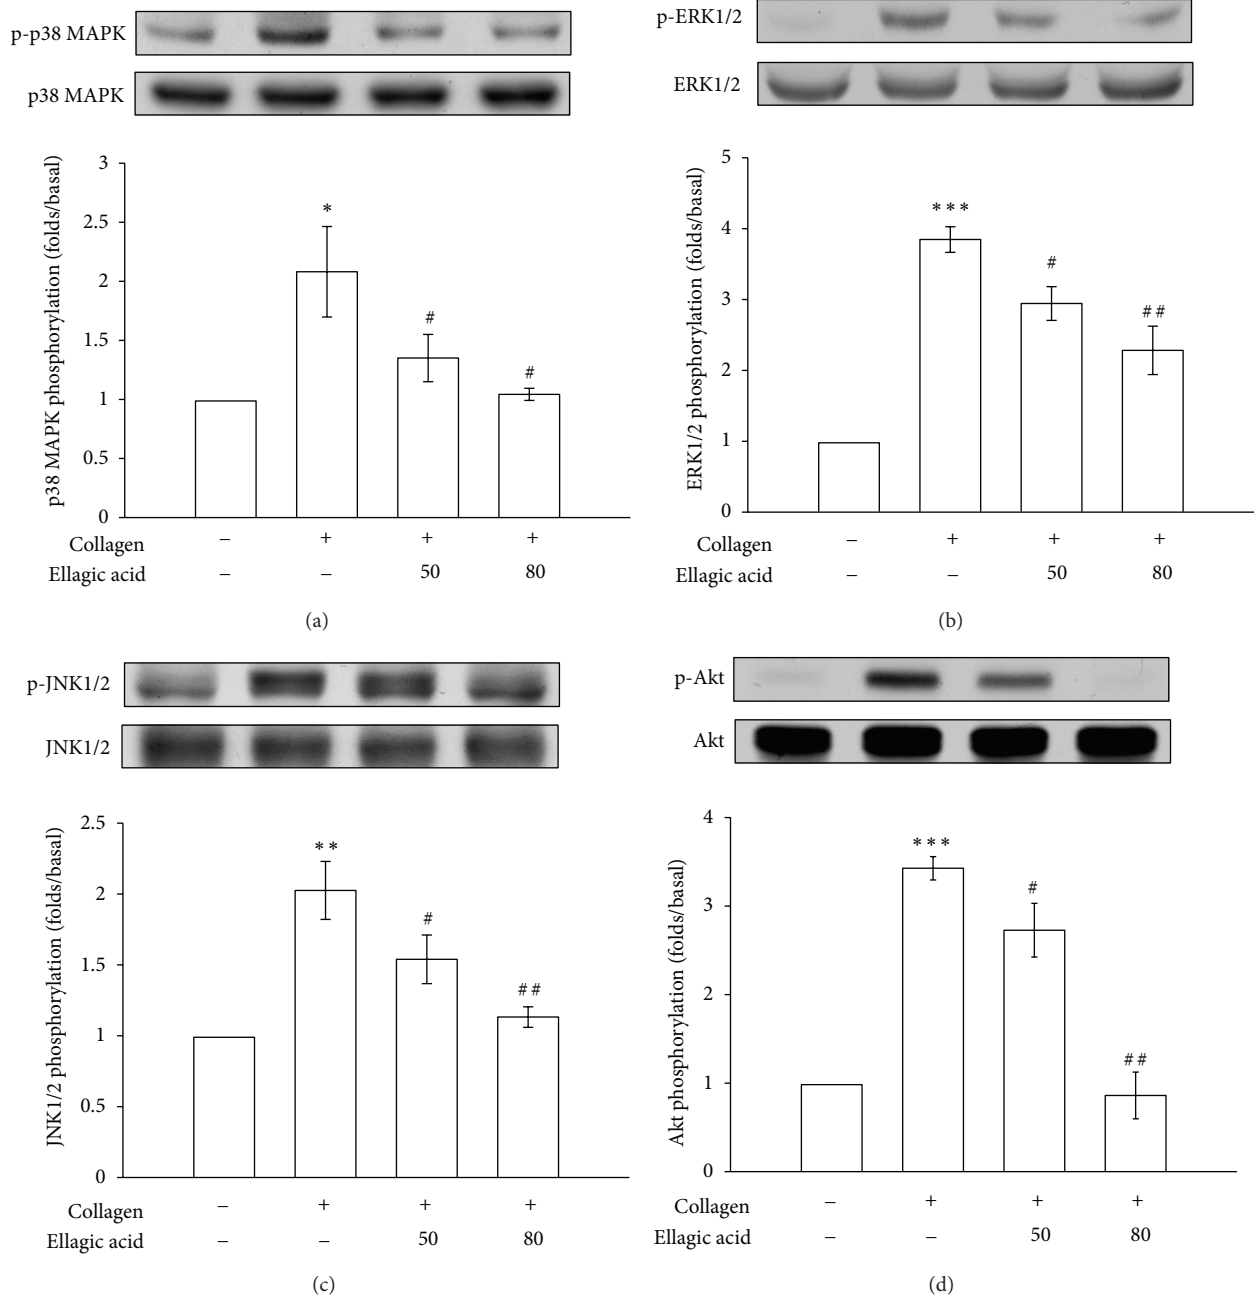 p-p38 MAPK
p38 MAPK
p38 MAPK phosphorylation (folds/basal)
3
2.5
2
1.5
1
0.5
0
*
#
#
Collagen – + + +
Ellagic acid – – 50 80
(a)
p-ERK1/2
ERK1/2
ERK1/2 phosphorylation (folds/basal)
5
4
3
2
1
0
***
#
##
Collagen – + + +
Ellagic acid – – 50 80
(b)
p-JNK1/2
JNK1/2
JNK1/2 phosphorylation (folds/basal)
2.5
2
1.5
1
0.5
0
**
#
##
Collagen – + + +
Ellagic acid – – 50 80
(c)
p-Akt
Akt
Akt phosphorylation (folds/basal)
4
3
2
1
0
***
#
##
Collagen – + + +
Ellagic acid – – 50 80
(d)